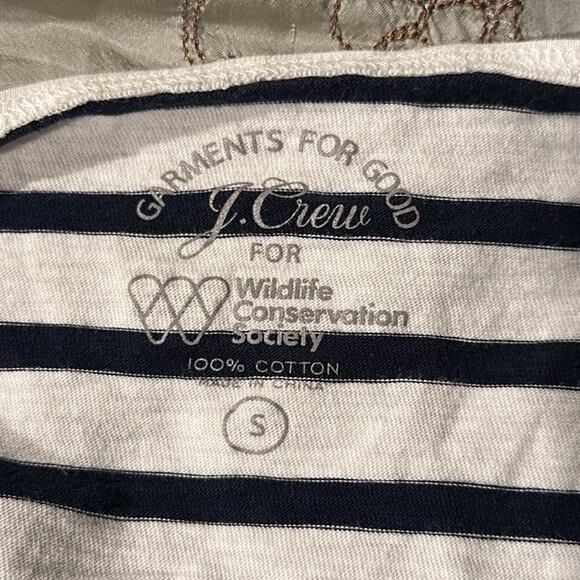 GARMENTS FOR GOOD
J.Crew
FOR
Wildlife
Conservation
Society
100% COTTON
MADE IN CHINA
S